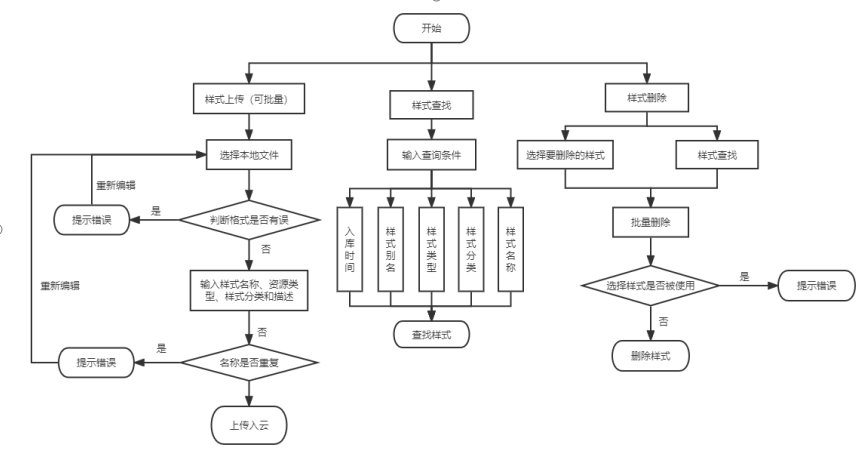 开始
样式上传（可批量）
选择本地文件
重新编辑
判断格式是否有误
是
提示错误
否
重新编辑
输入样式名称、资源类
型、样式分类和描述
否
名称是否重复
是
提示错误
上传入云
样式查找
输入查询条件
入库时间
样式别名
样式类型
样式分类
样式名称
查找样式
样式删除
选择要删除的样式
样式查找
批量删除
选择样式是否被使用
是
提示错误
否
删除样式